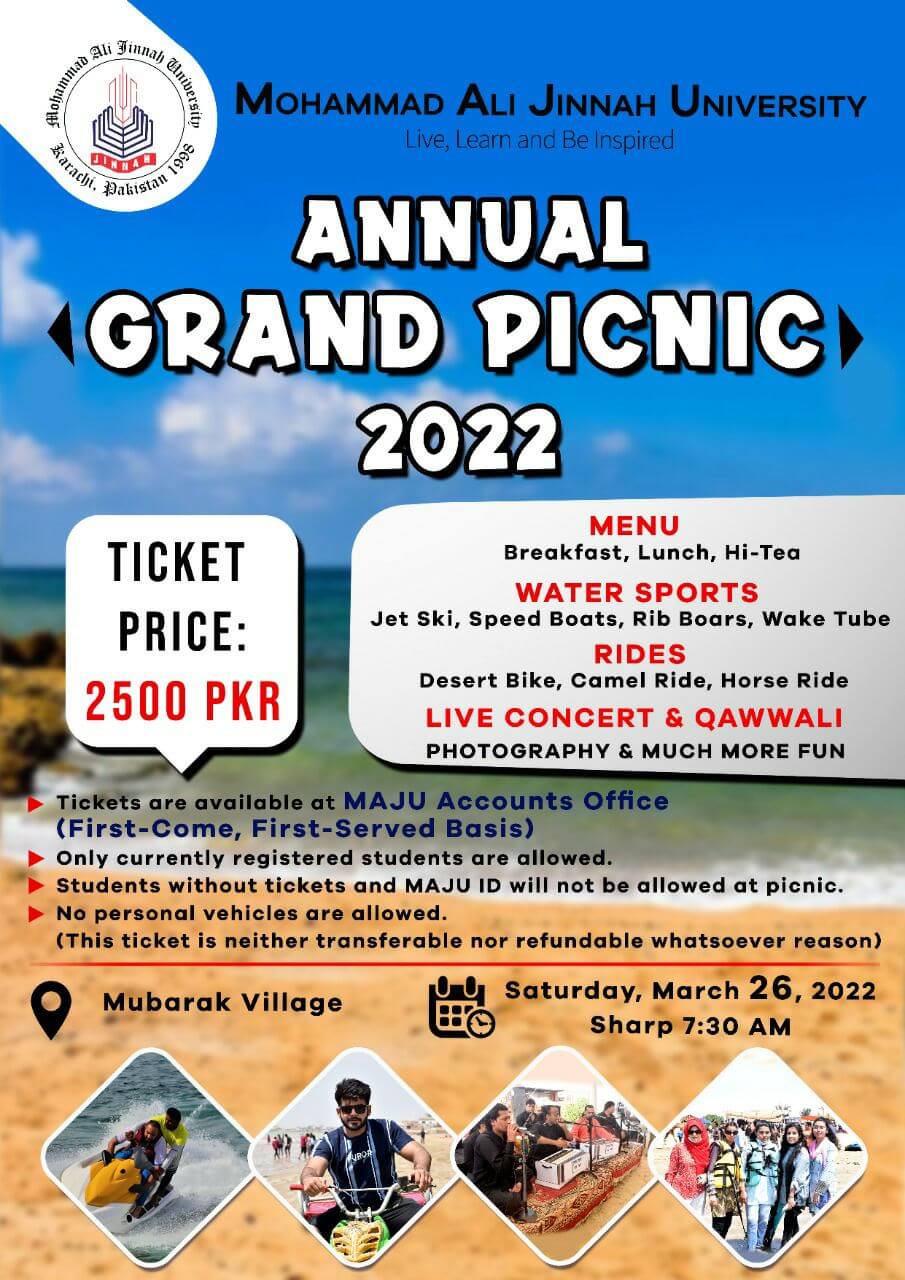 Mohammad Ali Jinnah University
Karachi, Pakistan 1998
JINNAH
MOHAMMAD ALI JINNAH UNIVERSITY
Live, Learn and Be Inspired
ANNUAL
GRAND PICNIC
2022
TICKET
PRICE:
2500 PKR
MENU
Breakfast, Lunch, Hi-Tea
WATER SPORTS
Jet Ski, Speed Boats, Rib Boars, Wake Tube
RIDES
Desert Bike, Camel Ride, Horse Ride
LIVE CONCERT & QAWWALI
PHOTOGRAPHY & MUCH MORE FUN
Tickets are available at MAJU Accounts Office
(First-Come, First-Served Basis)
Only currently registered students are allowed.
Students without tickets and MAJU ID will not be allowed at picnic.
No personal vehicles are allowed.
(This ticket is neither transferable nor refundable whatsoever reason)
Mubarak Village
Saturday, March 26, 2022
Sharp 7:30 AM